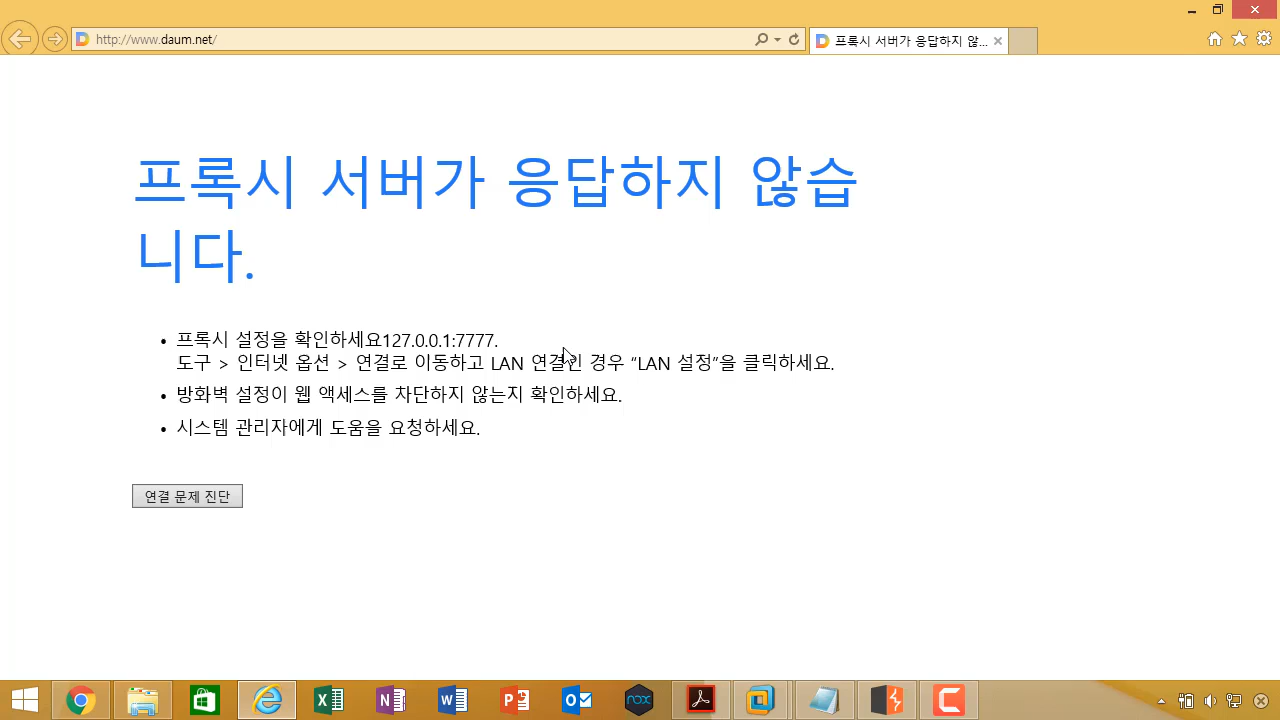 http://www.daum.net/
프록시 서버가 응답하지 않...
프록시 서버가 응답하지 않습
니다.
• 프록시 설정을 확인하세요127.0.0.1:7777.
도구 > 인터넷 옵션 > 연결로 이동하고 LAN 연결인 경우 “LAN 설정”을 클릭하세요.
• 방화벽 설정이 웹 액세스를 차단하지 않는지 확인하세요.
• 시스템 관리자에게 도움을 요청하세요.
연결 문제 진단
nox